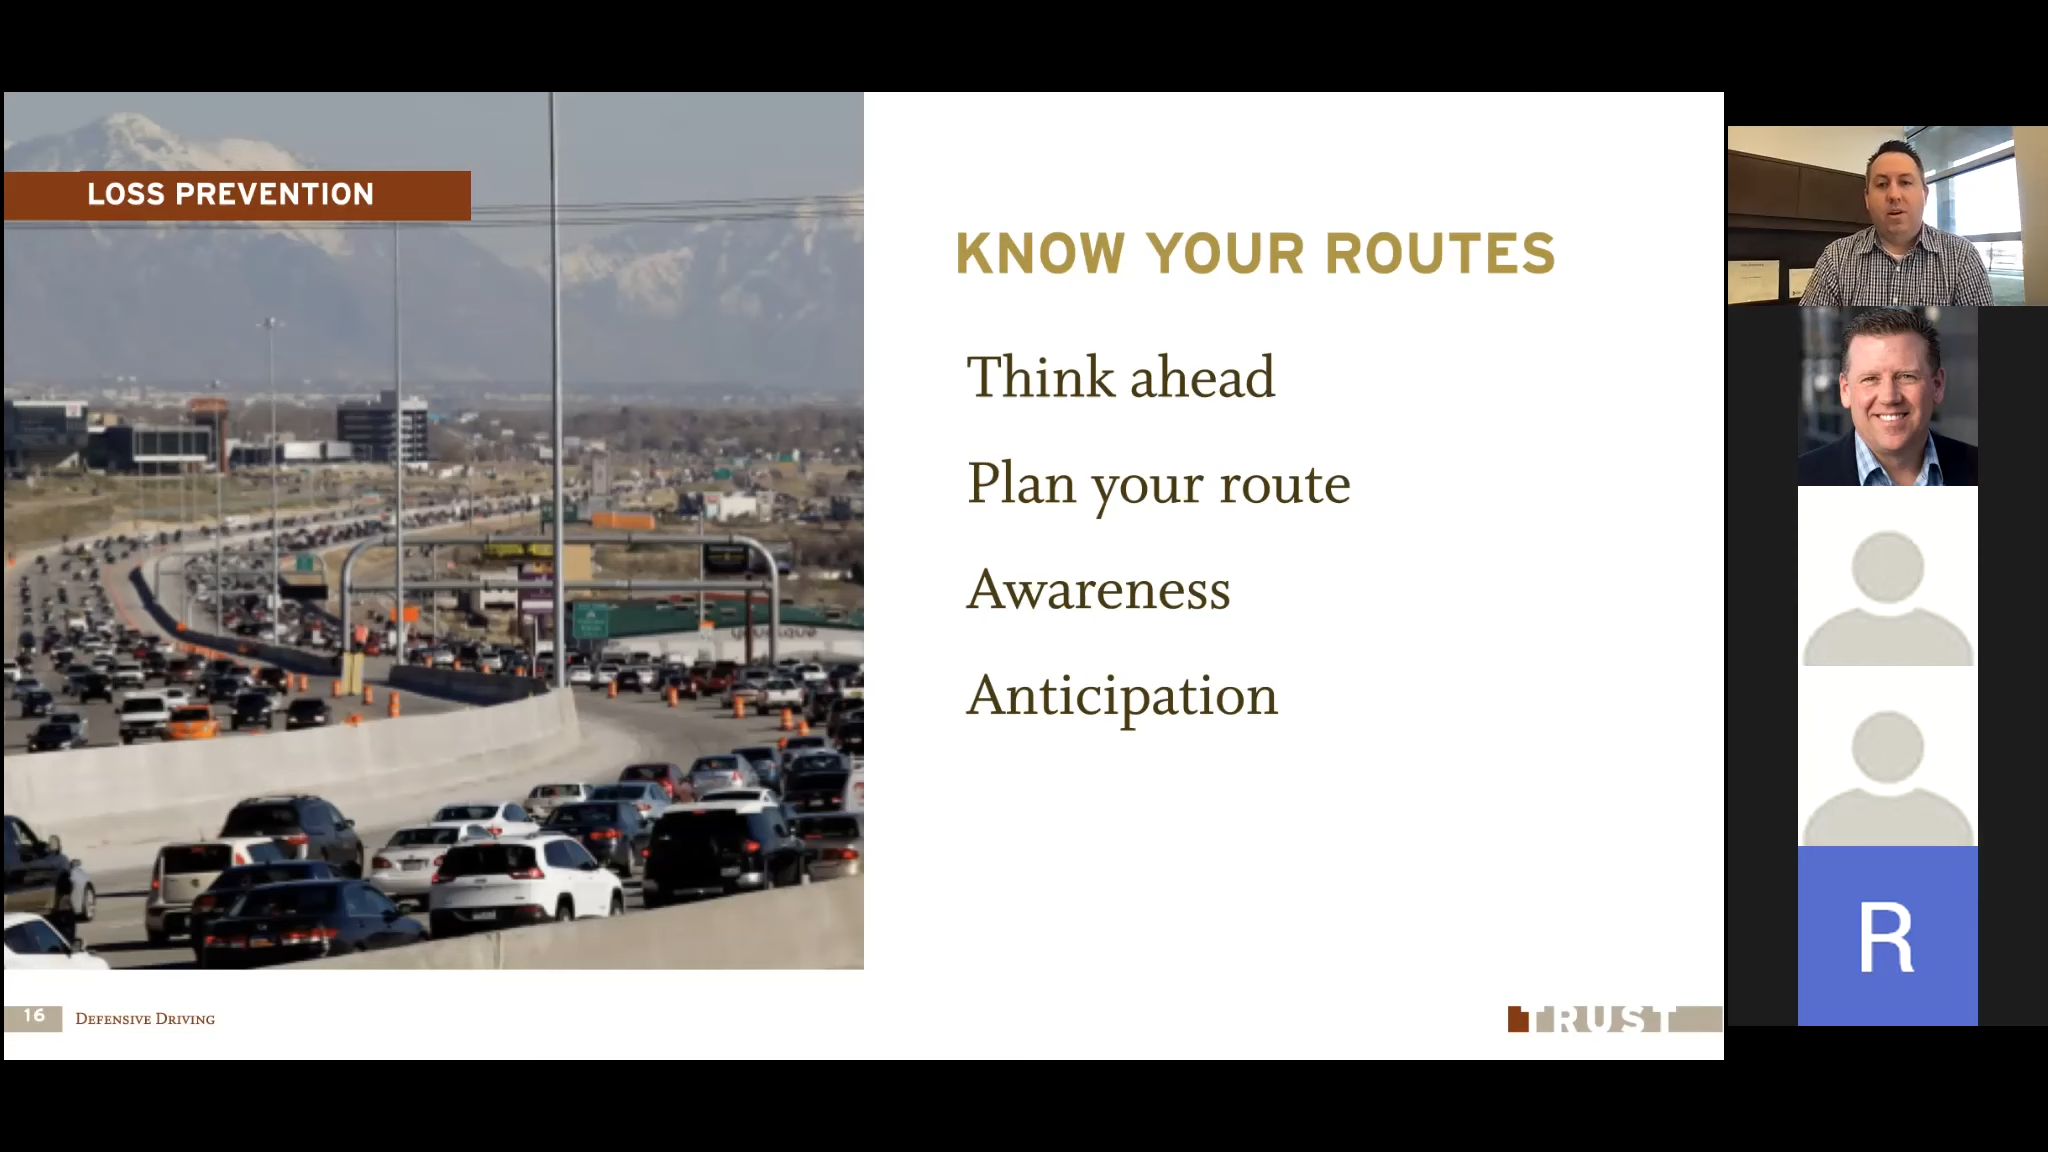 LOSS PREVENTION
KNOW YOUR ROUTES
Think ahead
Plan your route
Awareness
Anticipation
16 Defensive Driving
TRUST
R